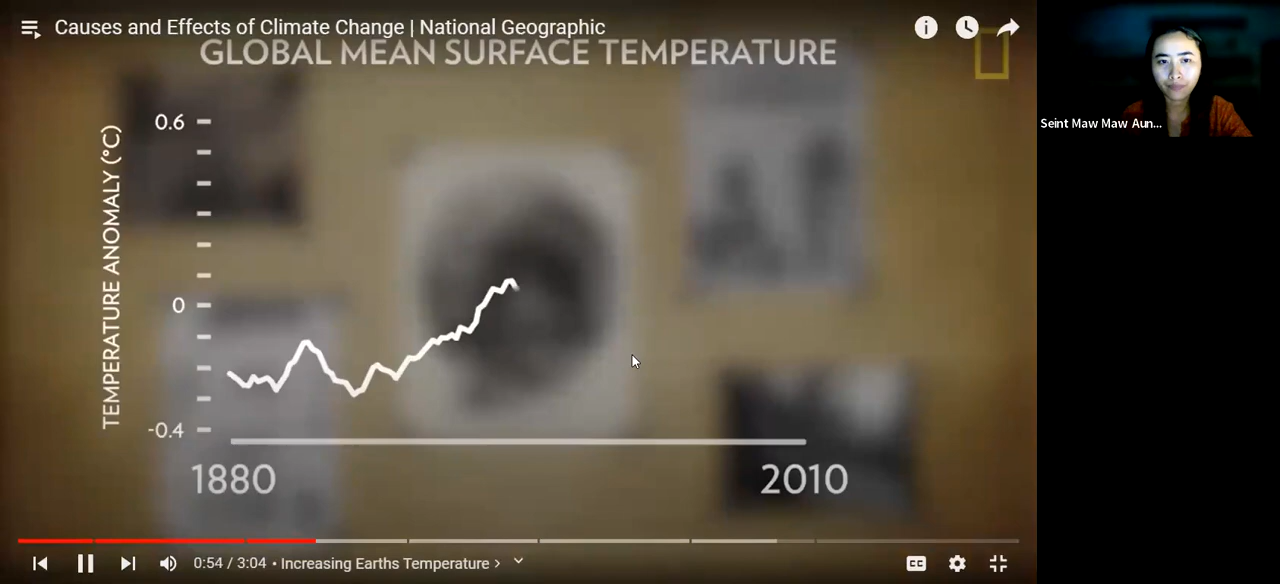 Causes and Effects of Climate Change | National Geographic
GLOBAL MEAN SURFACE TEMPERATURE
TEMPERATURE ANOMALY (°C)
0.6
0
-0.4
1880
2010
0:54 / 3:04 • Increasing Earths Temperature >
CC
Seint Maw Maw Aun...